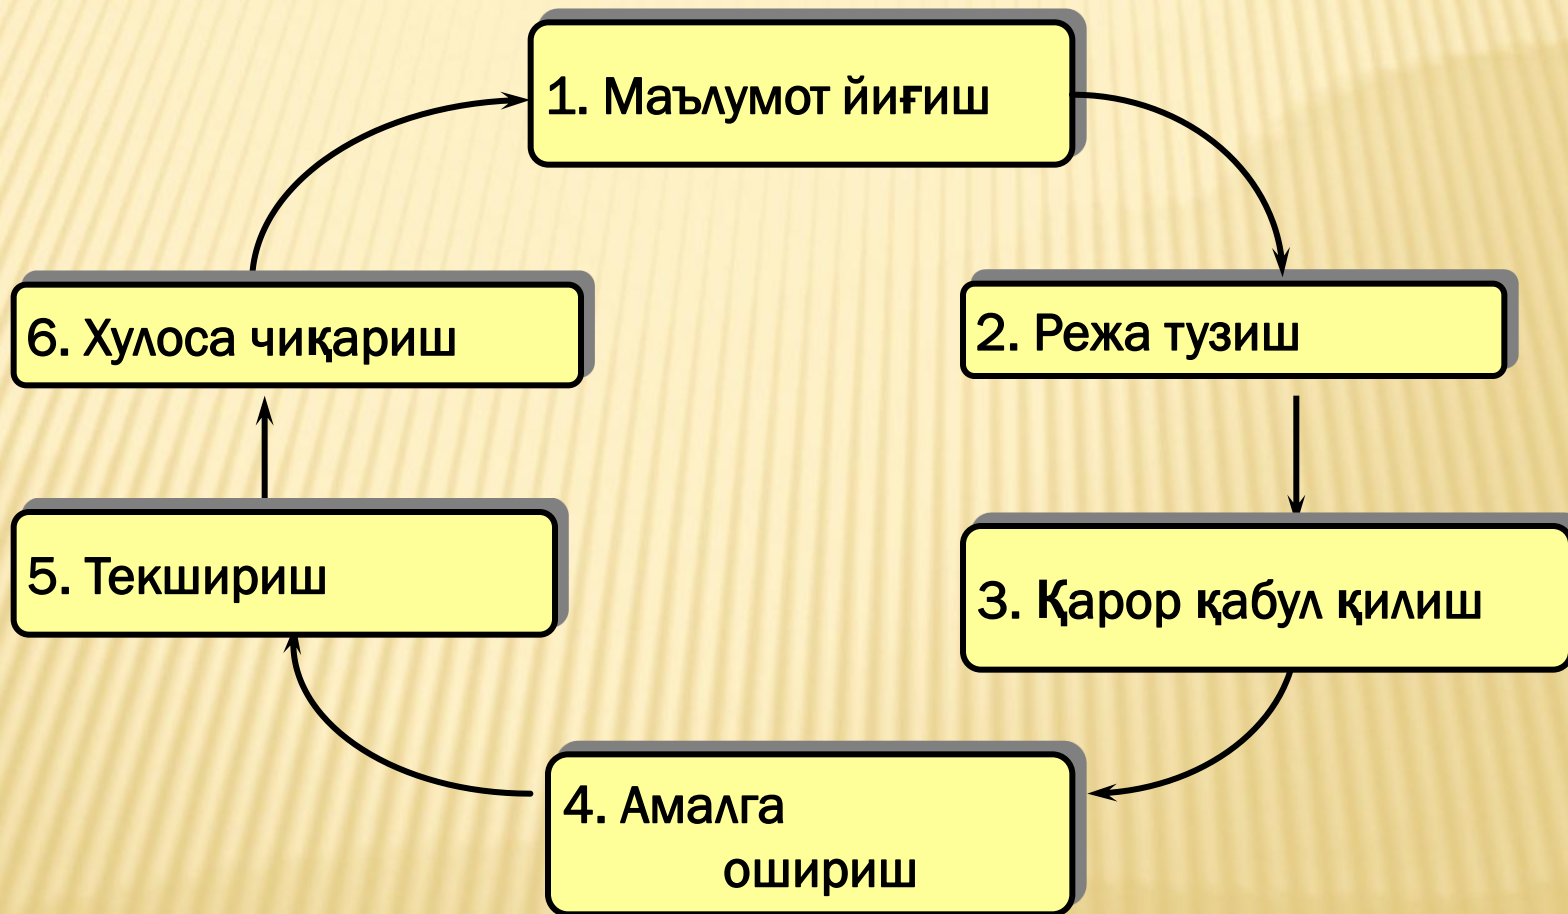 1. Маълумот йиғиш
2. Режа тузиш
3. Қарор қабул қилиш
4. Амалга
ошириш
5. Текшириш
6. Хулоса чиқариш